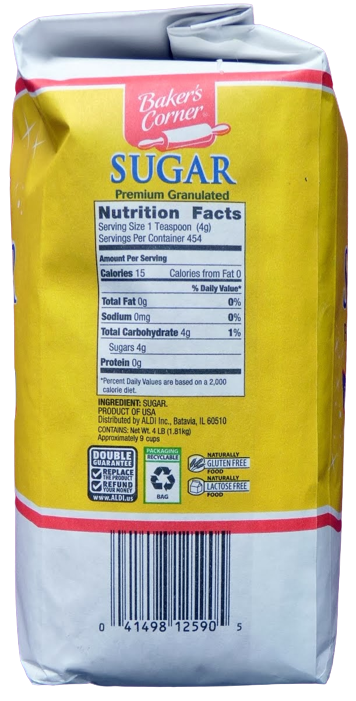 Baker's
Corner
SUGAR
Premium Granulated
Nutrition Facts
Serving Size 1 Teaspoon (4g)
Servings Per Container 454
Amount Per Serving
Calories 15 Calories from Fat 0
% Daily Value*
Total Fat 0g 0%
Sodium 0mg 0%
Total Carbohydrate 4g 1%
Sugars 4g
Protein 0g
*Percent Daily Values are based on a 2,000
calorie diet.
INGREDIENT: SUGAR.
PRODUCT OF USA
Distributed by ALDI Inc., Batavia, IL 60510
CONTAINS: Net Wt. 4 LB (1.81kg)
Approximately 9 cups
DOUBLE
GUARANTEE
REPLACE
THE PRODUCT
REFUND
YOUR MONEY
www.ALDI.us
PACKAGING
RECYCLABLE
BAG
NATURALLY
GLUTEN FREE
FOOD
NATURALLY
LACTOSE FREE
FOOD
0 41498 12590 5